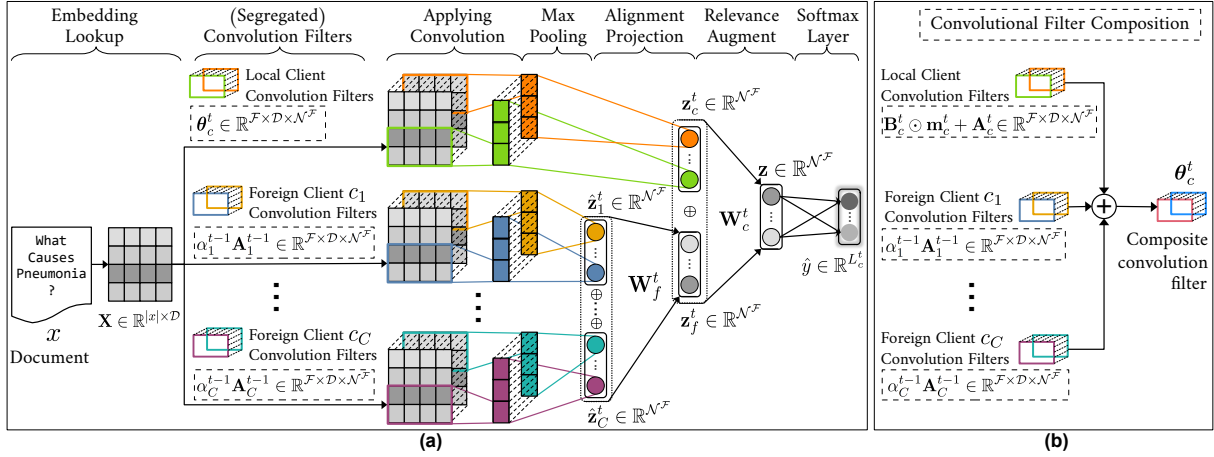 Embedding
Lookup
(Segregated)
Convolution Filters
Applying
Convolution
Max
Pooling
Alignment
Projection
Relevance
Augment
Softmax
Layer
Local Client
Convolution Filters
θ_c^t ∈ ℝ^{F×D×N^F}
Foreign Client c_1
Convolution Filters
α_1^{t−1} A_1^{t−1} ∈ ℝ^{F×D×N^F}
Foreign Client c_C
Convolution Filters
α_C^{t−1} A_C^{t−1} ∈ ℝ^{F×D×N^F}
What
Causes
Pneumonia
?
x
Document
X ∈ ℝ^{|x|×D}
z_c^t ∈ ℝ^{N^F}
ẑ_1^t ∈ ℝ^{N^F}
⊕
⊕
⊕
W_f^t
ẑ_C^t ∈ ℝ^{N^F}
z_f^t ∈ ℝ^{N^F}
W_c^t
z ∈ ℝ^{N^F}
ŷ ∈ ℝ^{L_c^t}
(a)
Convolutional Filter Composition
Local Client
Convolution Filters
B_c^t ⊙ m_c^t + A_c^t ∈ ℝ^{F×D×N^F}
Foreign Client c_1
Convolution Filters
α_1^{t−1} A_1^{t−1} ∈ ℝ^{F×D×N^F}
Foreign Client c_C
Convolution Filters
α_C^{t−1} A_C^{t−1} ∈ ℝ^{F×D×N^F}
+
θ_c^t
Composite
convolution
filter
(b)